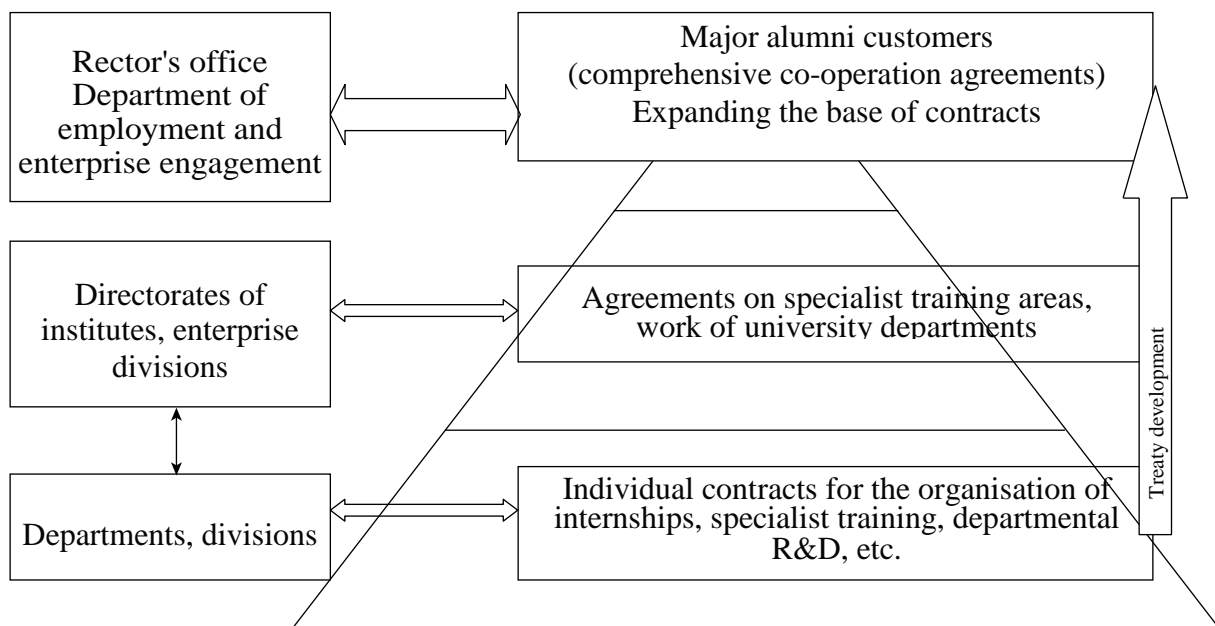 Rector's office
Department of
employment and
enterprise engagement
Major alumni customers
(comprehensive co-operation agreements)
Expanding the base of contracts
Directorates of
institutes, enterprise
divisions
Agreements on specialist training areas,
work of university departments
Departments, divisions
Individual contracts for the organisation of
internships, specialist training, departmental
R&D, etc.
Treaty development